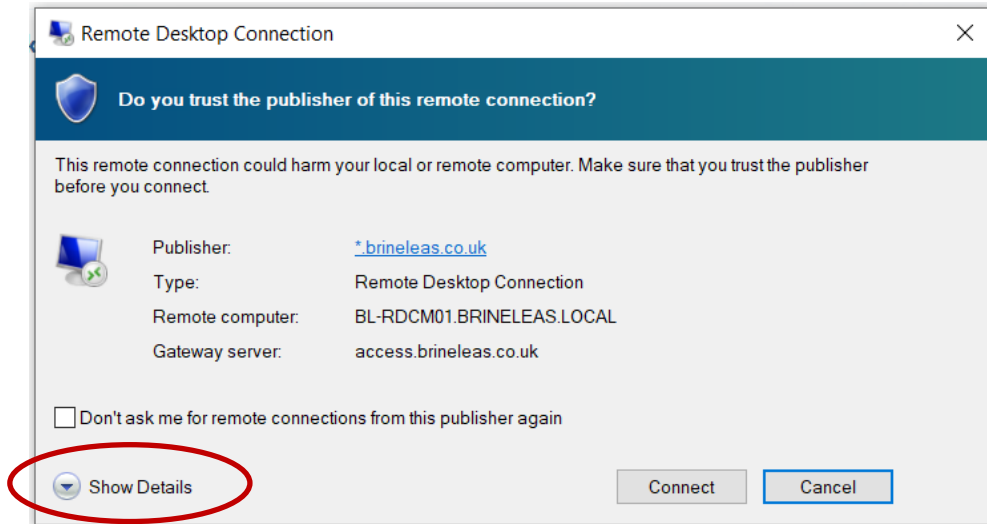 Remote Desktop Connection
Do you trust the publisher of this remote connection?
This remote connection could harm your local or remote computer. Make sure that you trust the publisher
before you connect.
Publisher: *.brineleas.co.uk
Type: Remote Desktop Connection
Remote computer: BL-RDCM01.BRINELEAS.LOCAL
Gateway server: access.brineleas.co.uk
Don't ask me for remote connections from this publisher again
Show Details Connect Cancel